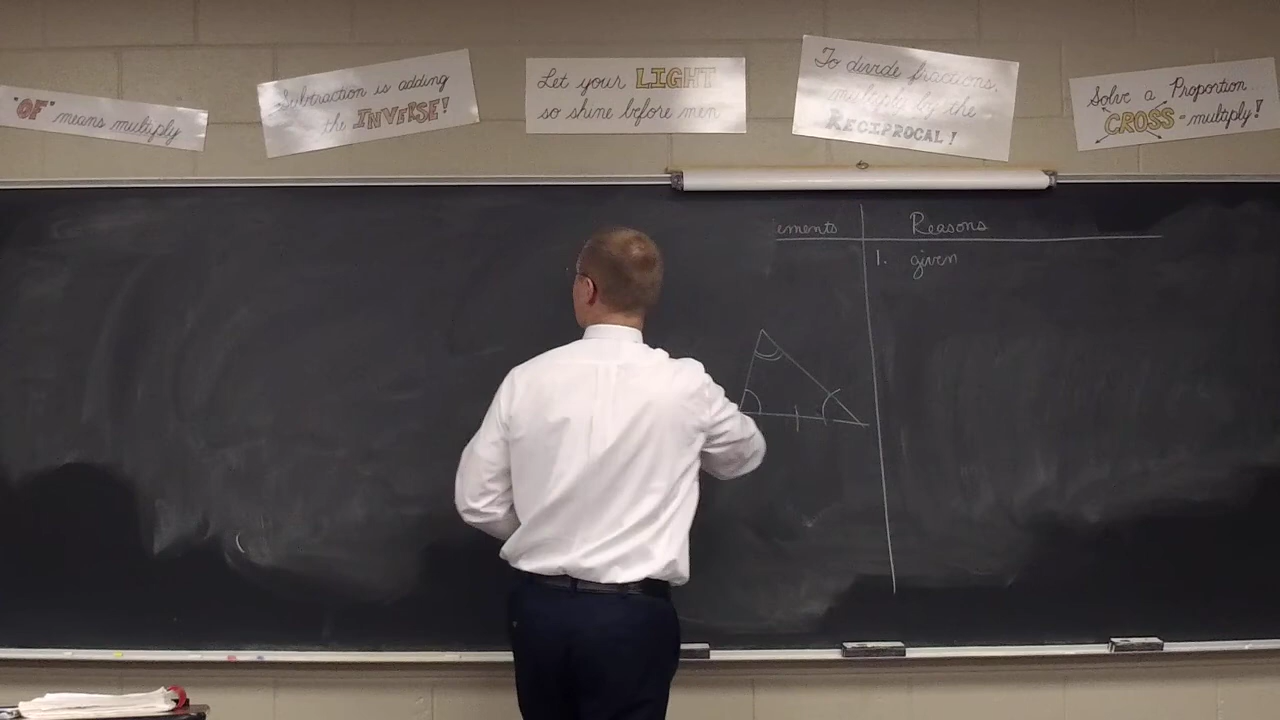 "OF" means multiply
Subtraction is adding
the INVERSE!
Let your LIGHT
so shine before men
To divide fractions,
multiply by the
RECIPROCAL!
Solve a Proportion...
CROSS-multiply!
ements Reasons
1. given